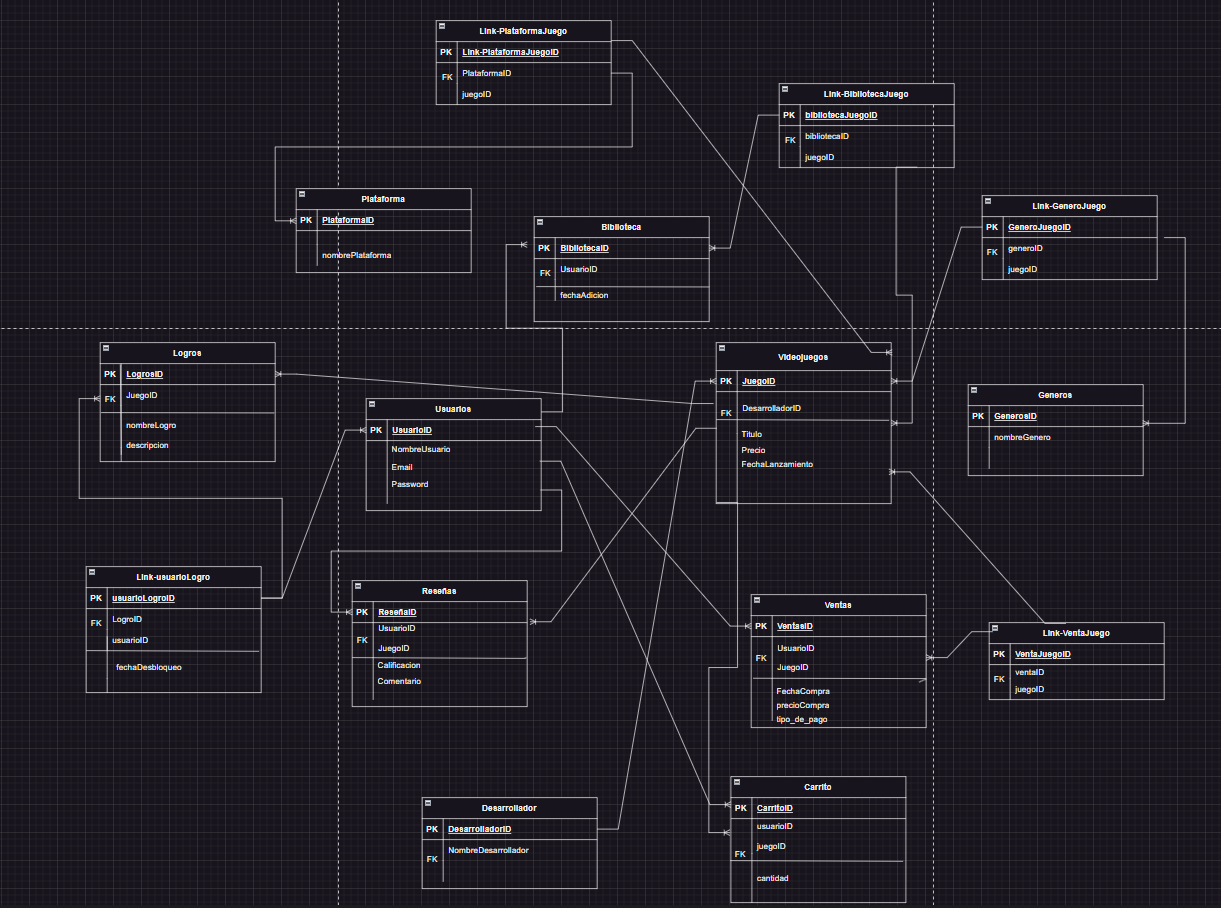 Link-PlataformaJuego
PK Link-PlataformaJuegoID
FK PlataformaID
juegoID
Link-BibliotecaJuego
PK bibliotecaJuegoID
FK bibliotecaID
juegoID
Plataforma
PK PlataformaID
nombrePlataforma
Biblioteca
PK BibliotecaID
FK UsuarioID
fechaAdicion
Link-GeneroJuego
PK GeneroJuegoID
FK generoID
juegoID
Logros
PK LogrosID
FK JuegoID
nombreLogro
descripcion
Usuarios
PK UsuarioID
NombreUsuario
Email
Password
Videojuegos
PK JuegoID
FK DesarrolladorID
Titulo
Precio
FechaLanzamiento
Generos
PK GenerosID
nombreGenero
Link-usuarioLogro
PK usuarioLogroID
FK LogroID
usuarioID
fechaDesbloqueo
Reseñas
PK ReseñaID
UsuarioID
FK JuegoID
Calificacion
Comentario
Ventas
PK VentasID
UsuarioID
FK JuegoID
FechaCompra
precioCompra
tipo_de_pago
Link-VentaJuego
PK VentaJuegoID
ventaID
FK juegoID
Desarrollador
PK DesarrolladorID
FK NombreDesarrollador
Carrito
PK CarritoID
usuarioID
juegoID
FK
cantidad